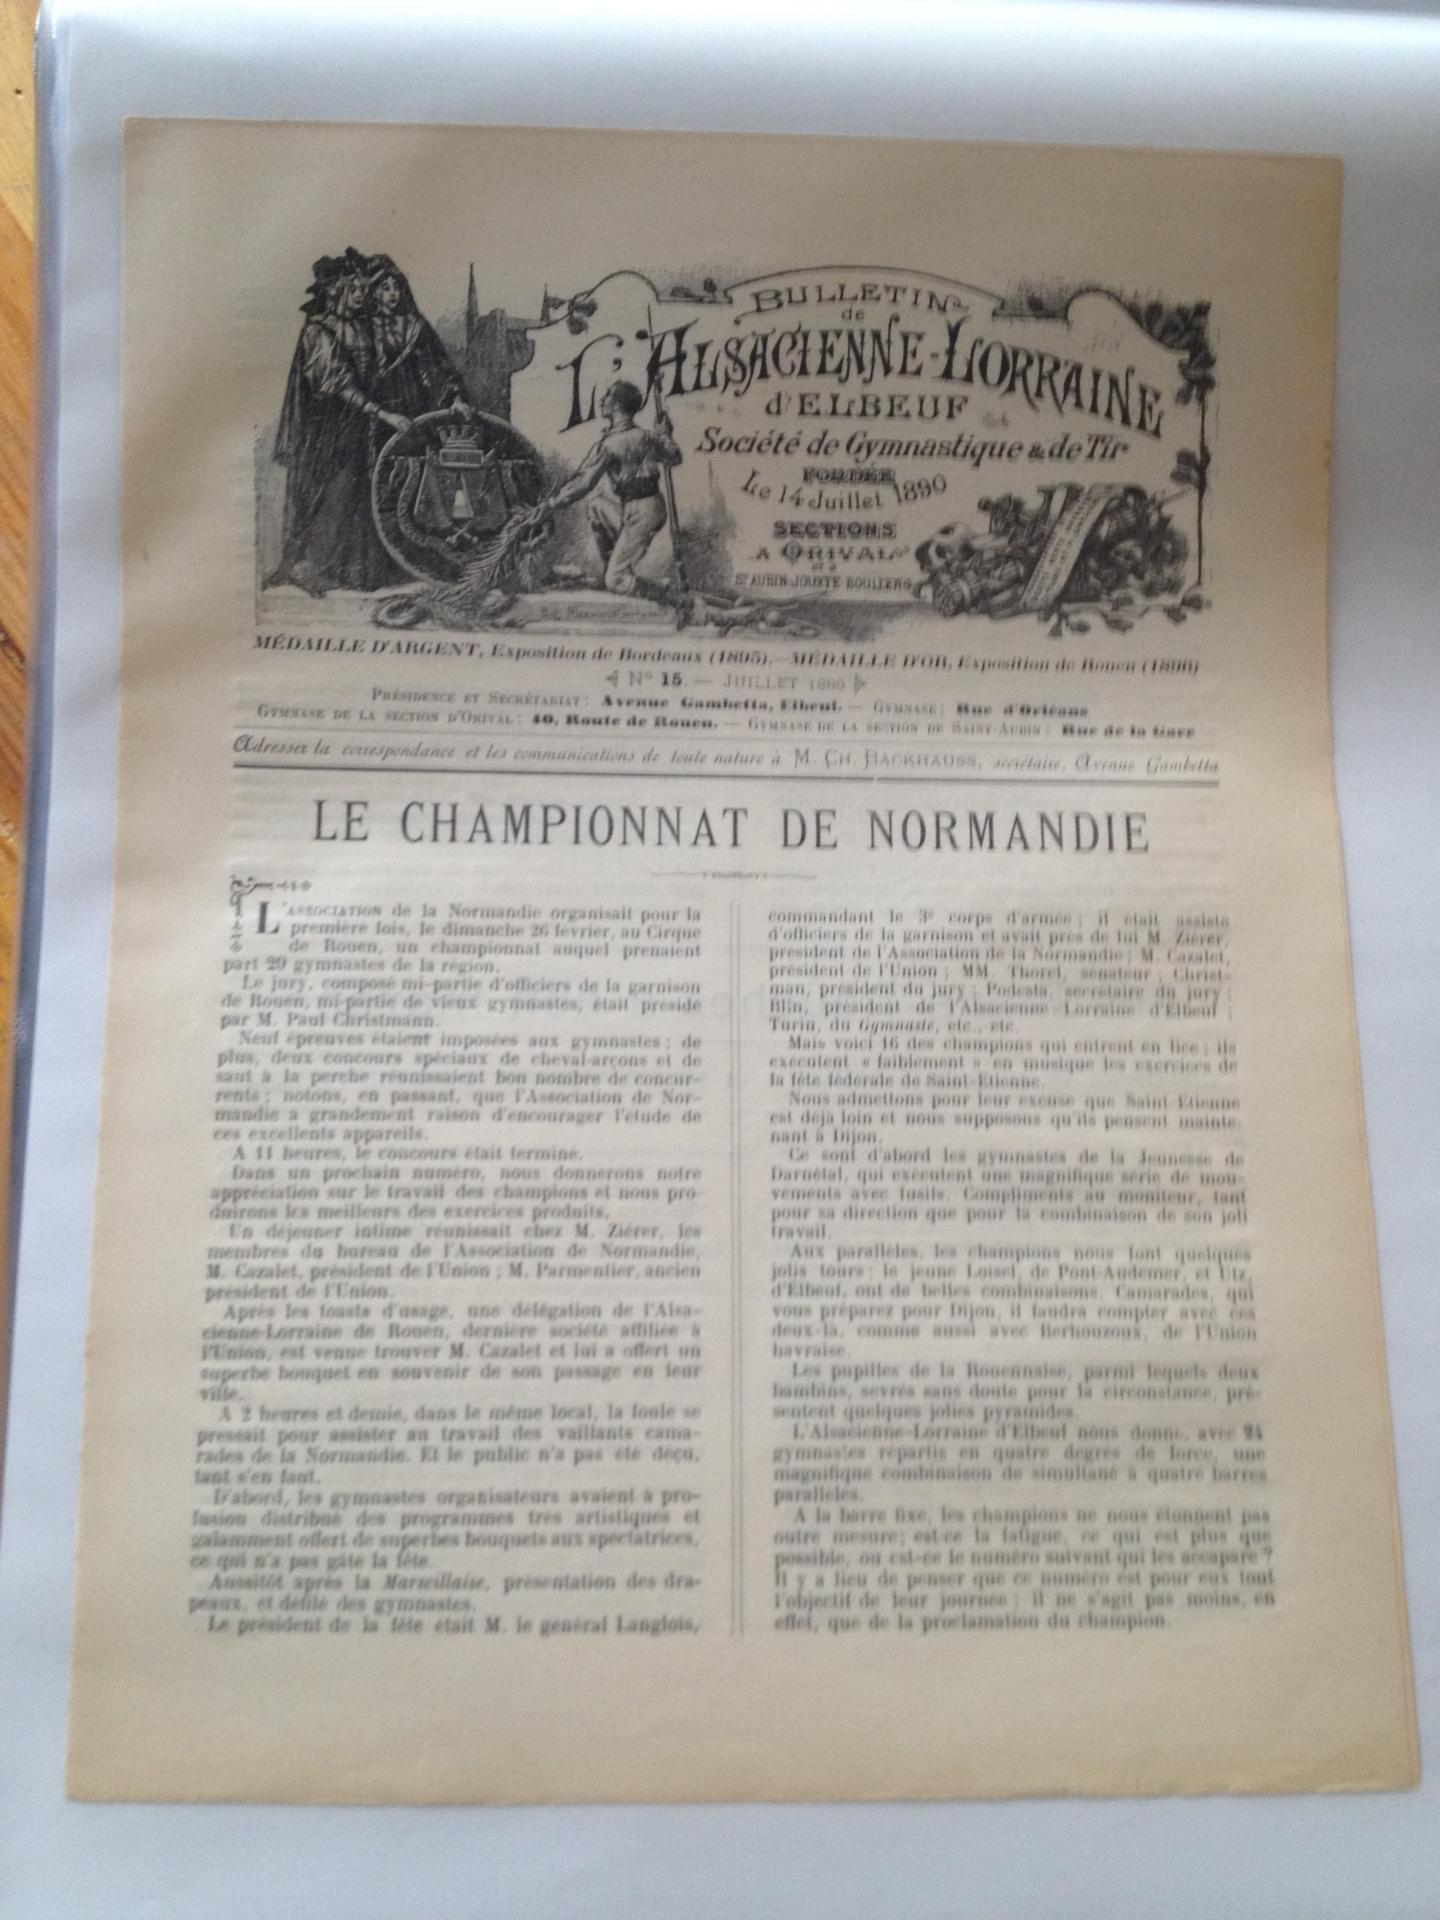 BULLETIN
de
L'ALSACIENNE-LORRAINE
d'ELBEUF
Société de Gymnastique & de Tir
FONDÉE
Le 14 Juillet 1890
SECTIONS
A ORIVAL
et à
St AUBIN-JOUXTE-BOULLENG
MÉDAILLE D'ARGENT, Exposition de Bordeaux (1895). — MÉDAILLE D'OR, Exposition de Rouen (1896)
N° 15. — JUILLET 1899
PRÉSIDENCE ET SECRÉTARIAT : Avenue Gambetta, Elbeuf. — GYMNASE : Rue d'Orléans
GYMNASE DE LA SECTION D'ORIVAL : 40, Route de Rouen. — GYMNASE DE LA SECTION DE SAINT-AUBIN : Rue de la Gare
Adresser la correspondance et les communications de toute nature à M. CH. BACKHAUSS, secrétaire, Avenue Gambetta
LE CHAMPIONNAT DE NORMANDIE
L'ASSOCIATION de la Normandie organisait pour la
première fois, le dimanche 26 février, au Cirque
de Rouen, un championnat auquel prenaient
part 29 gymnastes de la région.
Le jury, composé mi-partie d'officiers de la garnison
de Rouen, mi-partie de vieux gymnastes, était présidé
par M. Paul Christmann.
Neuf épreuves étaient imposées aux gymnastes ; de
plus, deux concours spéciaux de cheval-arçons et de
saut à la perche réunissaient bon nombre de concur-
rents ; notons, en passant, que l'Association de Nor-
mandie a grandement raison d'encourager l'étude de
ces excellents appareils.
A 11 heures, le concours était terminé.
Dans un prochain numéro, nous donnerons notre
appréciation sur le travail des champions et nous pro-
duirons les meilleurs des exercices produits.
Un déjeuner intime réunissait chez M. Ziérer, les
membres du bureau de l'Association de Normandie,
M. Cazalet, président de l'Union ; M. Parmentier, ancien
président de l'Union.
Après les toasts d'usage, une délégation de l'Alsa-
cienne-Lorraine de Rouen, dernière société affiliée à
l'Union, est venue trouver M. Cazalet et lui a offert un
superbe bouquet en souvenir de son passage en leur
ville.
A 2 heures et demie, dans le même local, la foule se
pressait pour assister au travail des vaillants cama-
rades de la Normandie. Et le public n'a pas été déçu,
tant s'en faut.
D'abord, les gymnastes organisateurs avaient à pro-
fusion distribué des programmes très artistiques et
galamment offert de superbes bouquets aux spectatrices,
ce qui n'a pas gâté la fête.
Aussitôt après la Marseillaise, présentation des dra-
peaux, et défilé des gymnastes.
Le président de la fête était M. le général Langlois,
commandant le 3e corps d'armée ; il était assisté
d'officiers de la garnison et avait près de lui M. Ziérer,
président de l'Association de la Normandie ; M. Cazalet,
président de l'Union ; MM. Thorel, sénateur ; Christ-
man, président du jury ; Podesta, secrétaire du jury ;
Blin, président de l'Alsacienne-Lorraine d'Elbeuf ;
Turin, du Gymnaste, etc., etc.
Mais voici 16 des champions qui entrent en lice ; ils
exécutent « faiblement » en musique les exercices de
la fête fédérale de Saint-Etienne.
Nous admettons pour leur excuse que Saint-Etienne
est déjà loin et nous supposons qu'ils pensent mainte
nant à Dijon.
Ce sont d'abord les gymnastes de la Jeunesse de
Darnétal, qui exécutent une magnifique série de mou-
vements avec fusils. Compliments au moniteur, tant
pour sa direction que pour la combinaison de son joli
travail.
Aux parallèles, les champions nous font quelques
jolis tours ; le jeune Loisel, de Pont-Audemer, et Utz,
d'Elbeuf, ont de belles combinaisons. Camarades, qui
vous préparez pour Dijon, il faudra compter avec ces
deux-là, comme aussi avec Berhouzoux, de l'Union
havraise.
Les pupilles de la Rouennaise, parmi lequels deux
bambins, sevrés sans doute pour la circonstance, pré-
sentent quelques jolies pyramides.
L'Alsacienne-Lorraine d'Elbeuf nous donne, avec 24
gymnastes répartis en quatre degrés de force, une
magnifique combinaison de simultané à quatre barres
parallèles.
A la barre fixe, les champions ne nous étonnent pas
outre mesure ; est-ce la fatigue, ce qui est plus que
possible, ou est-ce le numéro suivant qui les accapare ?
Il y a lieu de penser que ce numéro est pour eux tout
l'objectif de leur journée ; il ne s'agit pas moins, en
effet, que de la proclamation du champion.